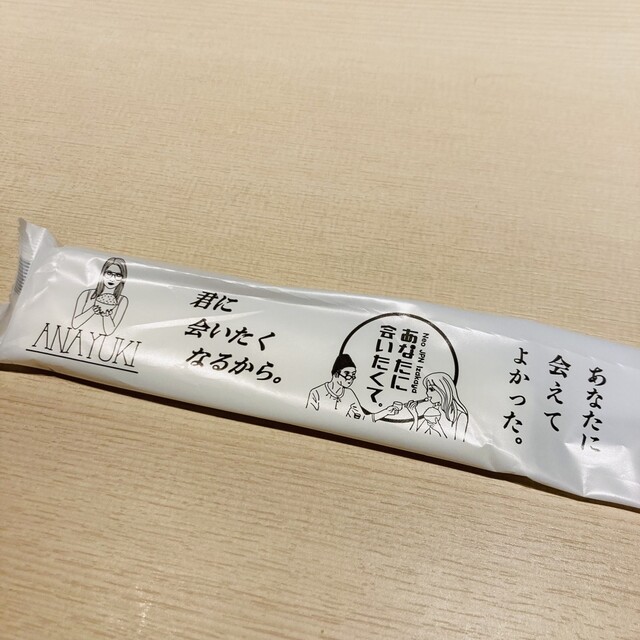 ANAYUKI
君に
会いたく
なるから。
Neo Japa Izakaya
あなたに
会いたくて
あなたに
会えて
よかった。